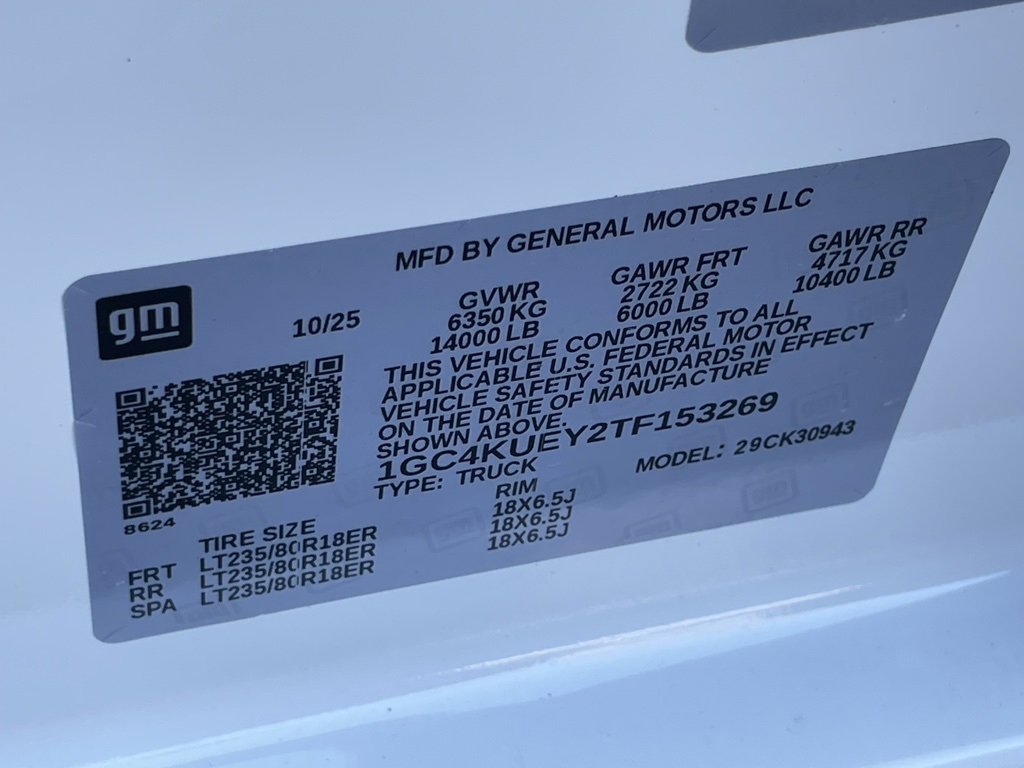 MFD BY GENERAL MOTORS LLC
gm
10/25
GVWR GAWR FRT GAWR RR
6350 KG 2722 KG 4717 KG
14000 LB 6000 LB 10400 LB
THIS VEHICLE CONFORMS TO ALL
APPLICABLE U.S. FEDERAL MOTOR
VEHICLE SAFETY STANDARDS IN EFFECT
ON THE DATE OF MANUFACTURE
SHOWN ABOVE.
1GC4KUEY2TF153269
TYPE: TRUCK MODEL: 29CK30943
8624
TIRE SIZE RIM
FRT LT235/80R18ER 18X6.5J
RR LT235/80R18ER 18X6.5J
SPA LT235/80R18ER 18X6.5J